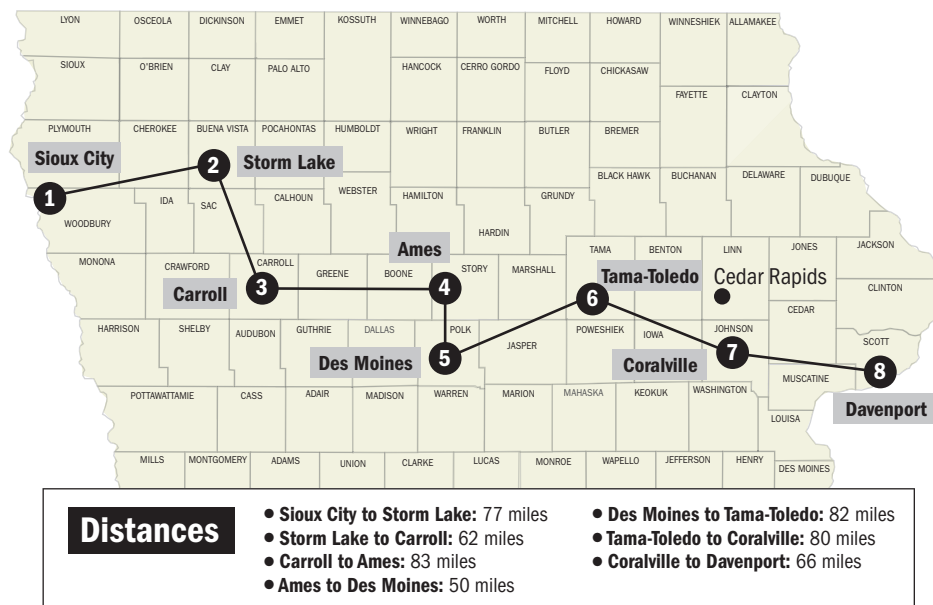 LYON OSCEOLA DICKINSON EMMET KOSSUTH WINNEBAGO WORTH MITCHELL HOWARD WINNESHIEK ALLAMAKEE
SIOUX O'BRIEN CLAY PALO ALTO HANCOCK CERRO GORDO FLOYD CHICKASAW
FAYETTE CLAYTON
PLYMOUTH CHEROKEE BUENA VISTA POCAHONTAS HUMBOLDT WRIGHT FRANKLIN BUTLER BREMER
Sioux City 2 Storm Lake
BLACK HAWK BUCHANAN DELAWARE DUBUQUE
1 IDA SAC CALHOUN WEBSTER HAMILTON GRUNDY
WOODBURY HARDIN
Ames TAMA BENTON LINN JONES JACKSON
MONONA CRAWFORD CARROLL GREENE BOONE STORY MARSHALL
Tama-Toledo Cedar Rapids
Carroll 3 4 6 CLINTON
CEDAR
HARRISON SHELBY AUDUBON GUTHRIE DALLAS POLK JASPER POWESHIEK IOWA JOHNSON SCOTT
Des Moines 5 Coralville 7 8
MUSCATINE
POTTAWATTAMIE CASS ADAIR MADISON WARREN MARION MAHASKA KEOKUK WASHINGTON
Davenport
LOUISA
MILLS MONTGOMERY ADAMS UNION CLARKE LUCAS MONROE WAPELLO JEFFERSON HENRY DES MOINES
Distances
• Sioux City to Storm Lake: 77 miles
• Storm Lake to Carroll: 62 miles
• Carroll to Ames: 83 miles
• Ames to Des Moines: 50 miles
• Des Moines to Tama-Toledo: 82 miles
• Tama-Toledo to Coralville: 80 miles
• Coralville to Davenport: 66 miles